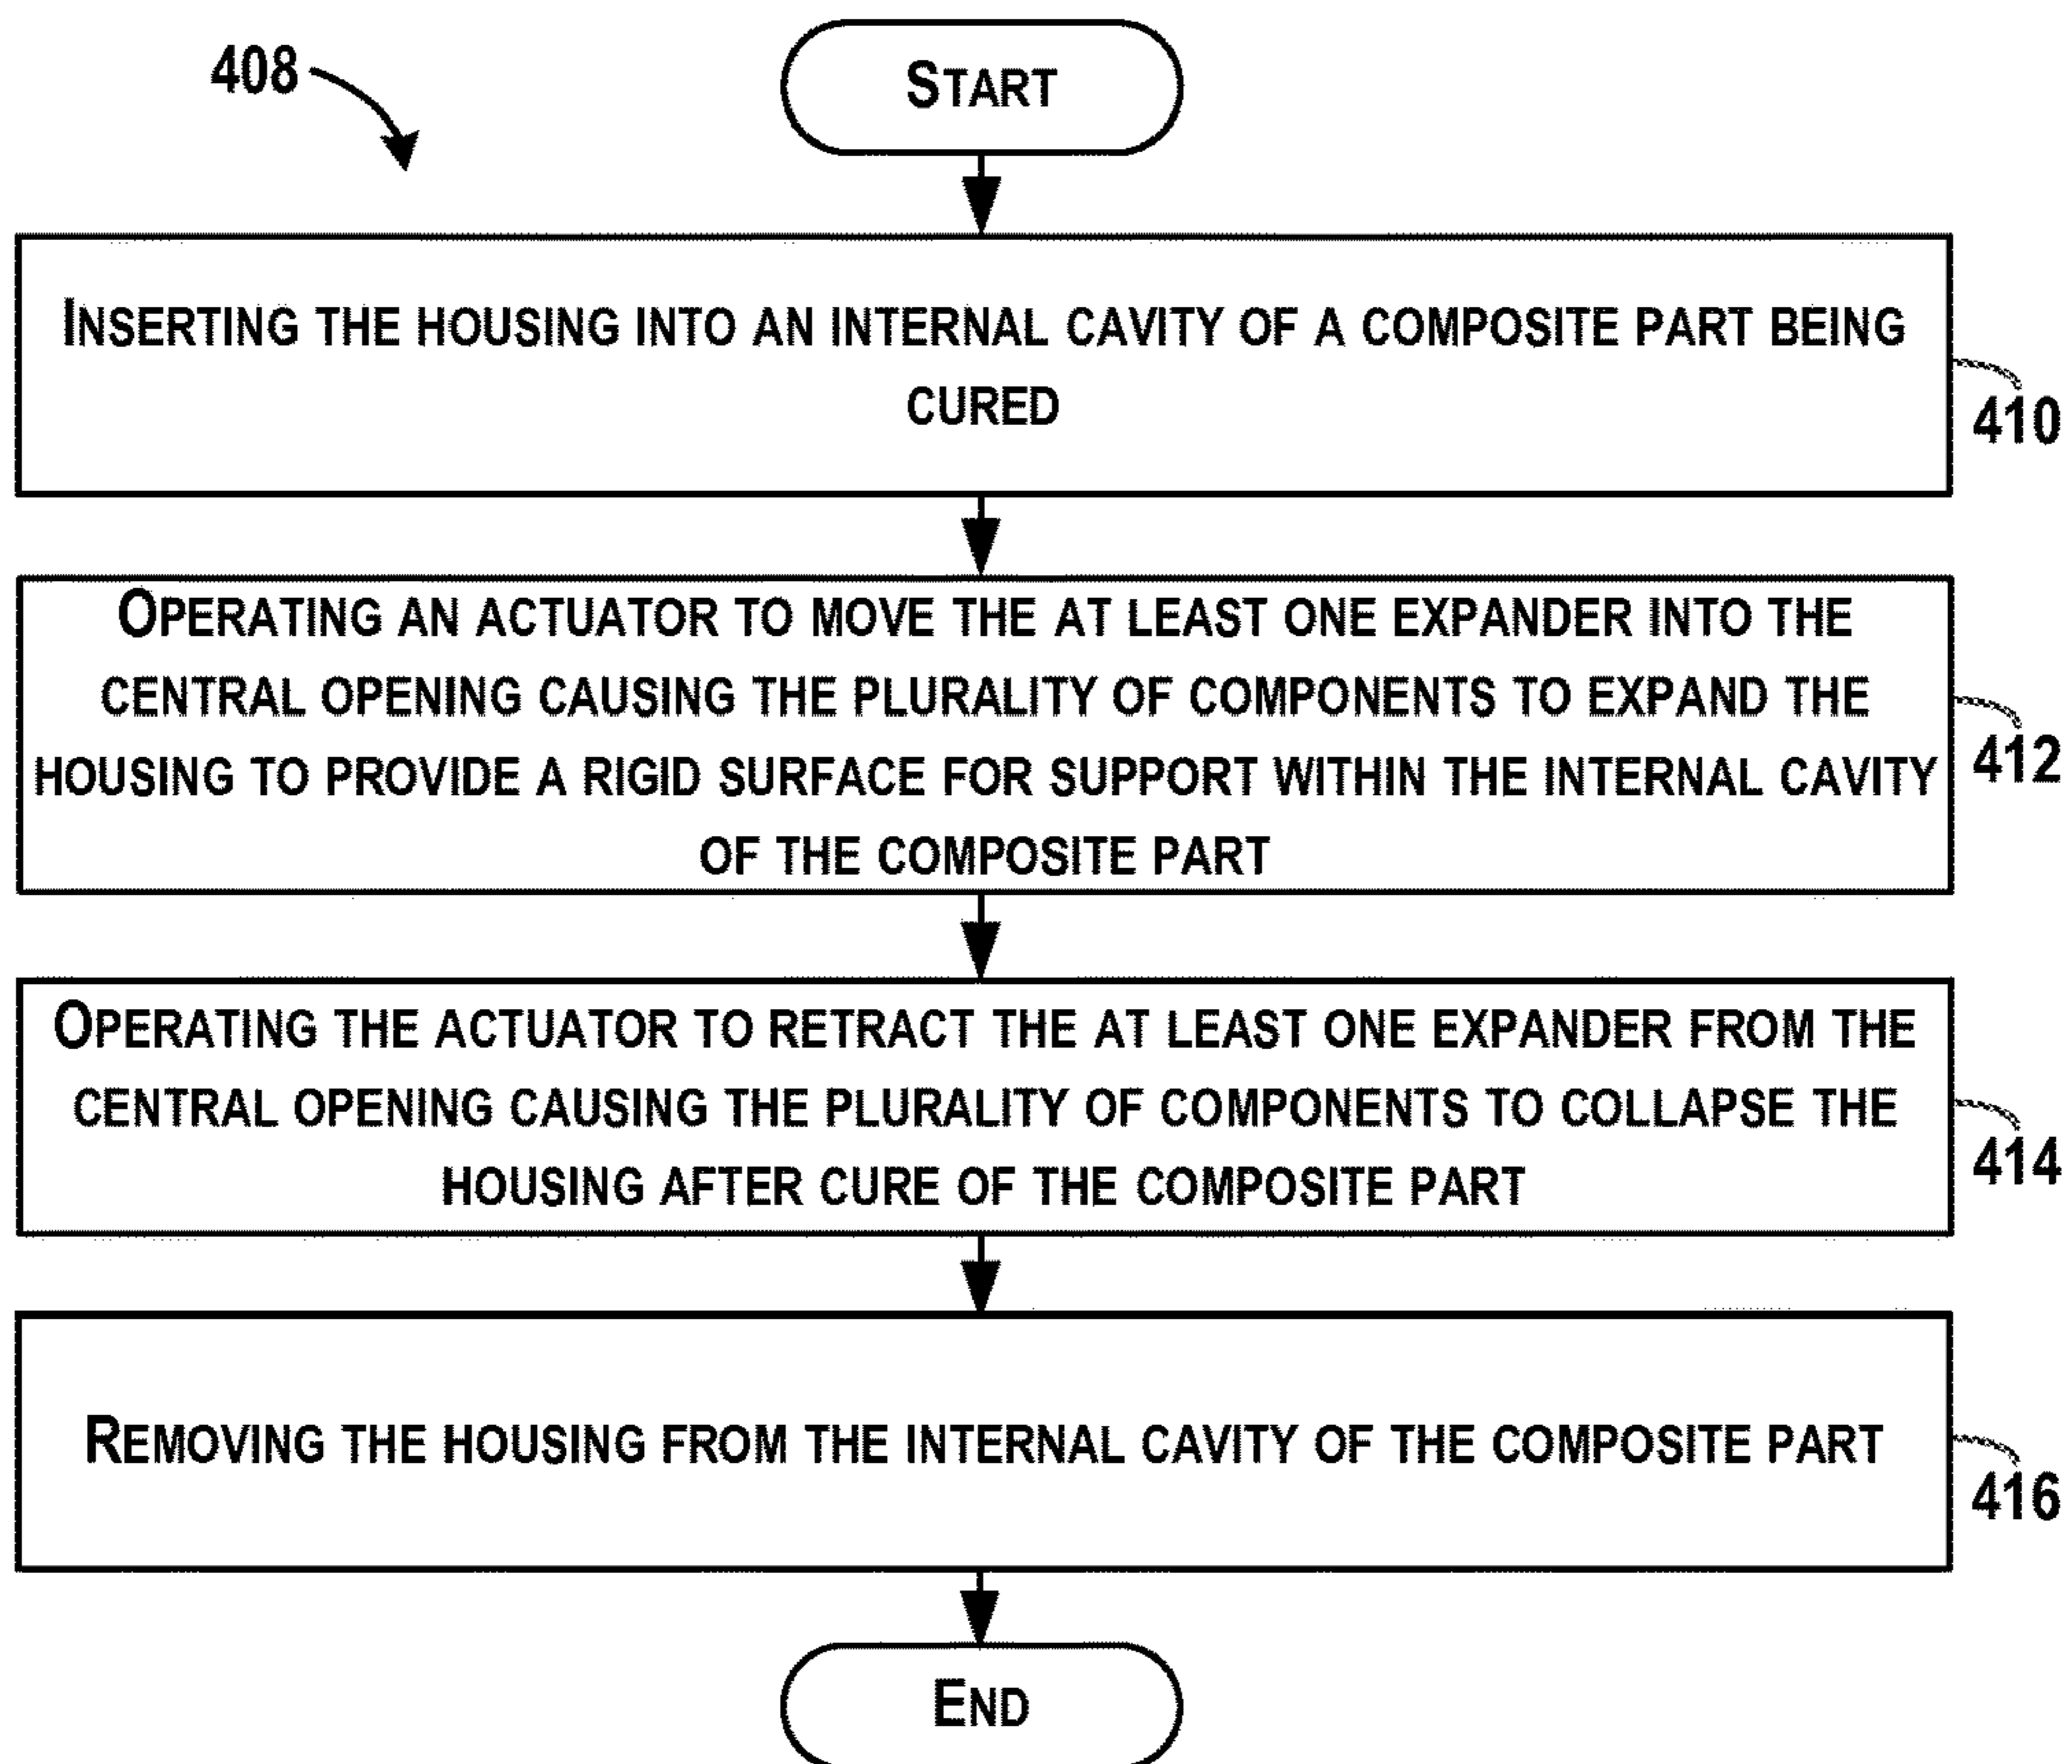 408
START
INSERTING THE HOUSING INTO AN INTERNAL CAVITY OF A COMPOSITE PART BEING
CURED
410
OPERATING AN ACTUATOR TO MOVE THE AT LEAST ONE EXPANDER INTO THE
CENTRAL OPENING CAUSING THE PLURALITY OF COMPONENTS TO EXPAND THE
HOUSING TO PROVIDE A RIGID SURFACE FOR SUPPORT WITHIN THE INTERNAL CAVITY
OF THE COMPOSITE PART
412
OPERATING THE ACTUATOR TO RETRACT THE AT LEAST ONE EXPANDER FROM THE
CENTRAL OPENING CAUSING THE PLURALITY OF COMPONENTS TO COLLAPSE THE
HOUSING AFTER CURE OF THE COMPOSITE PART
414
REMOVING THE HOUSING FROM THE INTERNAL CAVITY OF THE COMPOSITE PART
416
END